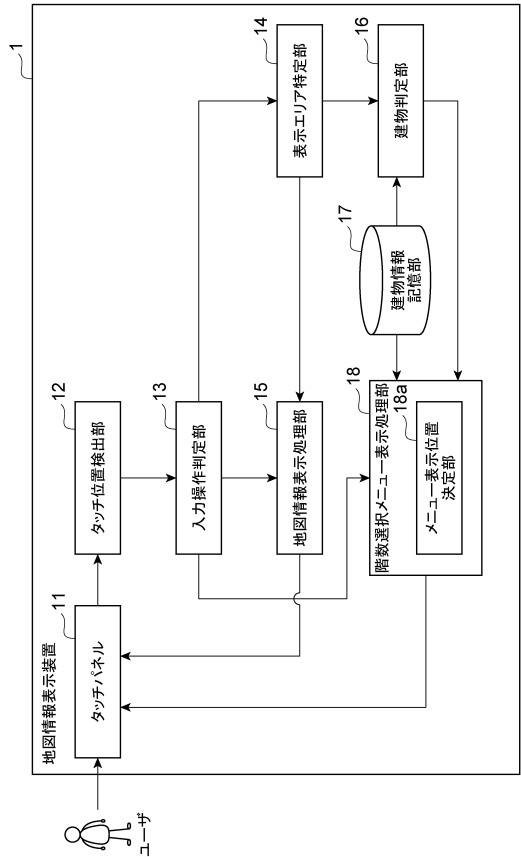 1
地図情報表示装置
ユーザ
11
タッチパネル
12
タッチ位置検出部
13
入力操作判定部
14
表示エリア特定部
15
地図情報表示処理部
16
建物判定部
17
建物情報
記憶部
18
階数選択メニュー表示処理部
18a
メニュー表示位置
決定部